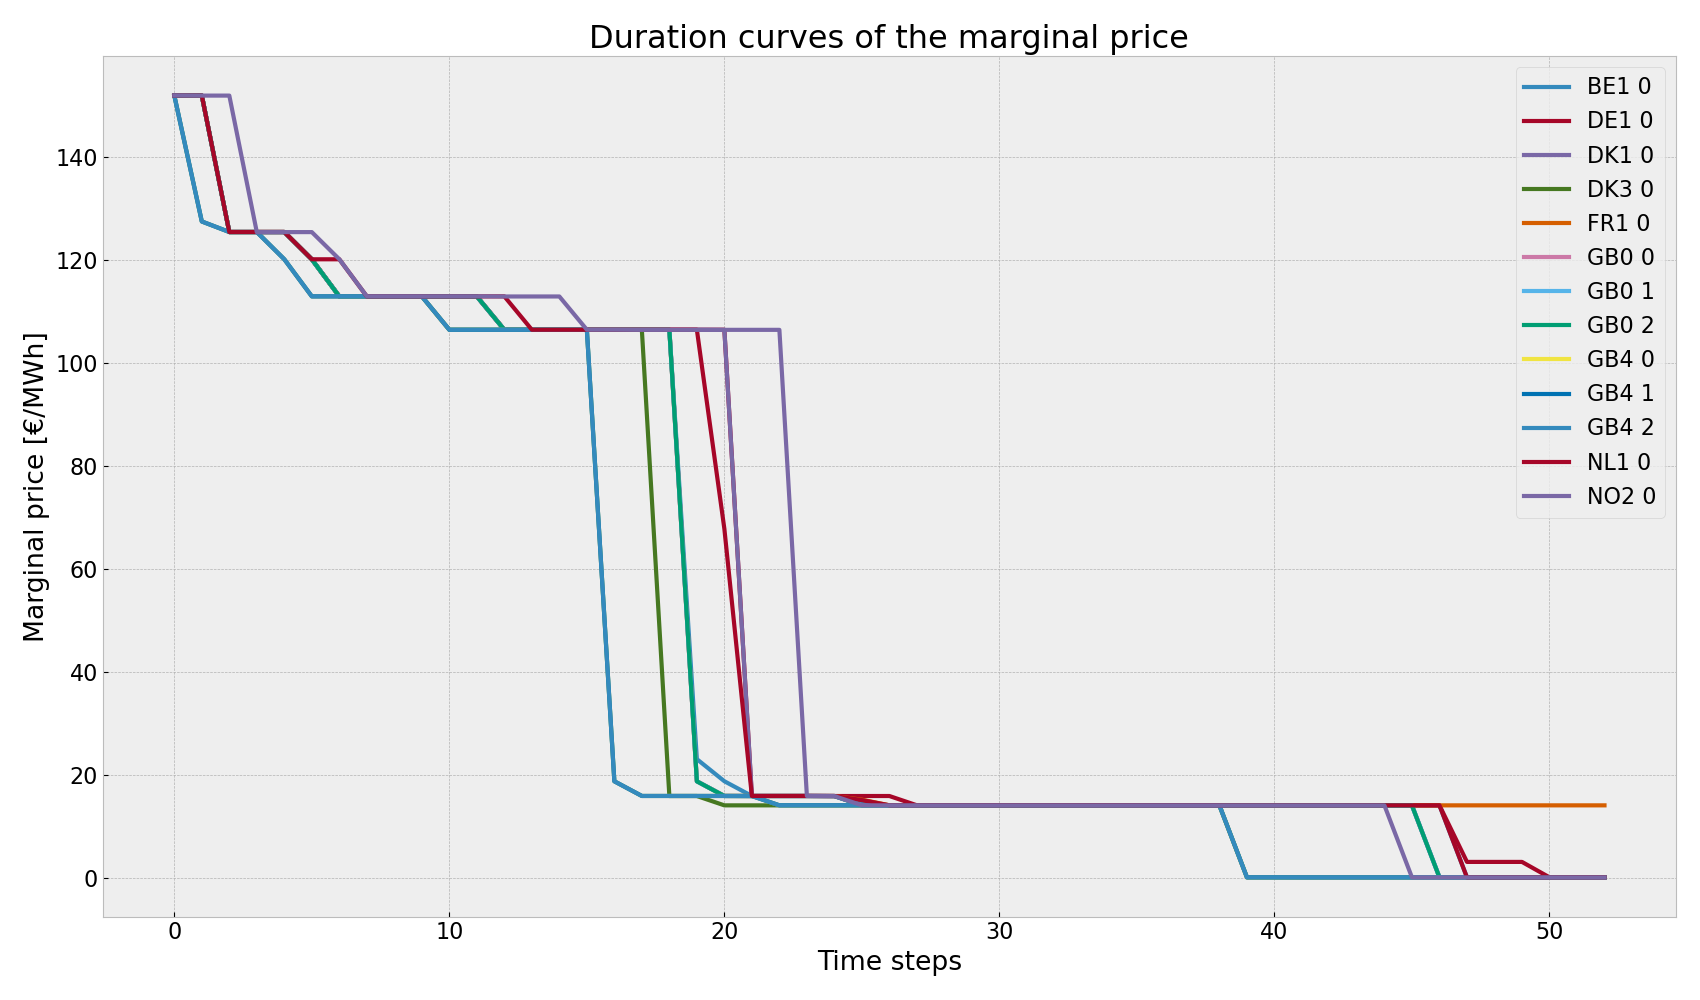 Duration curves of the marginal price
Marginal price [€/MWh]
140
120
100
80
60
40
20
0
BE1 0
DE1 0
DK1 0
DK3 0
FR1 0
GB0 0
GB0 1
GB0 2
GB4 0
GB4 1
GB4 2
NL1 0
NO2 0
0 10 20 30 40 50
Time steps